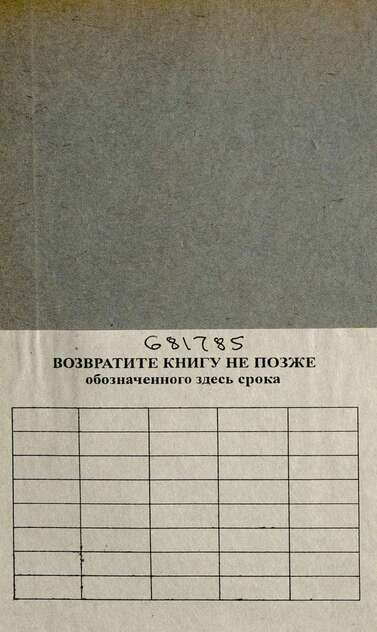 681785
ВОЗВРАТИТЕ КНИГУ НЕ ПОЗЖЕ
обозначенного здесь срока